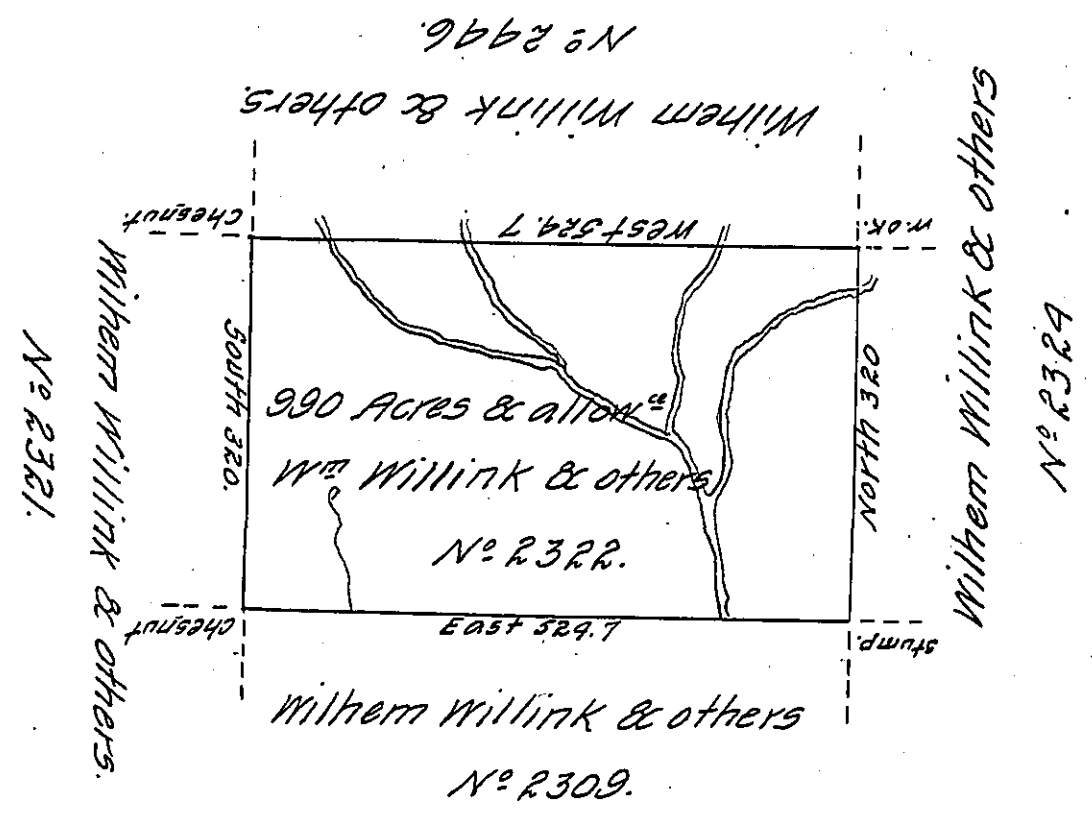 Nº 2446.
Wilhem Willink & others.
Chesnut.
West 524.7
W.OK.
South 320.
North 320
990 Acres & allowᶜᵉ
Wᵐ Willink & others
Nº 2322.
Chesnut
East 524.7
Stump.
Wilhem Willink & others
Nº 2309.
Wilhem Willink & others.
Nº 2321.
Wilhem Willink & others
Nº 2324